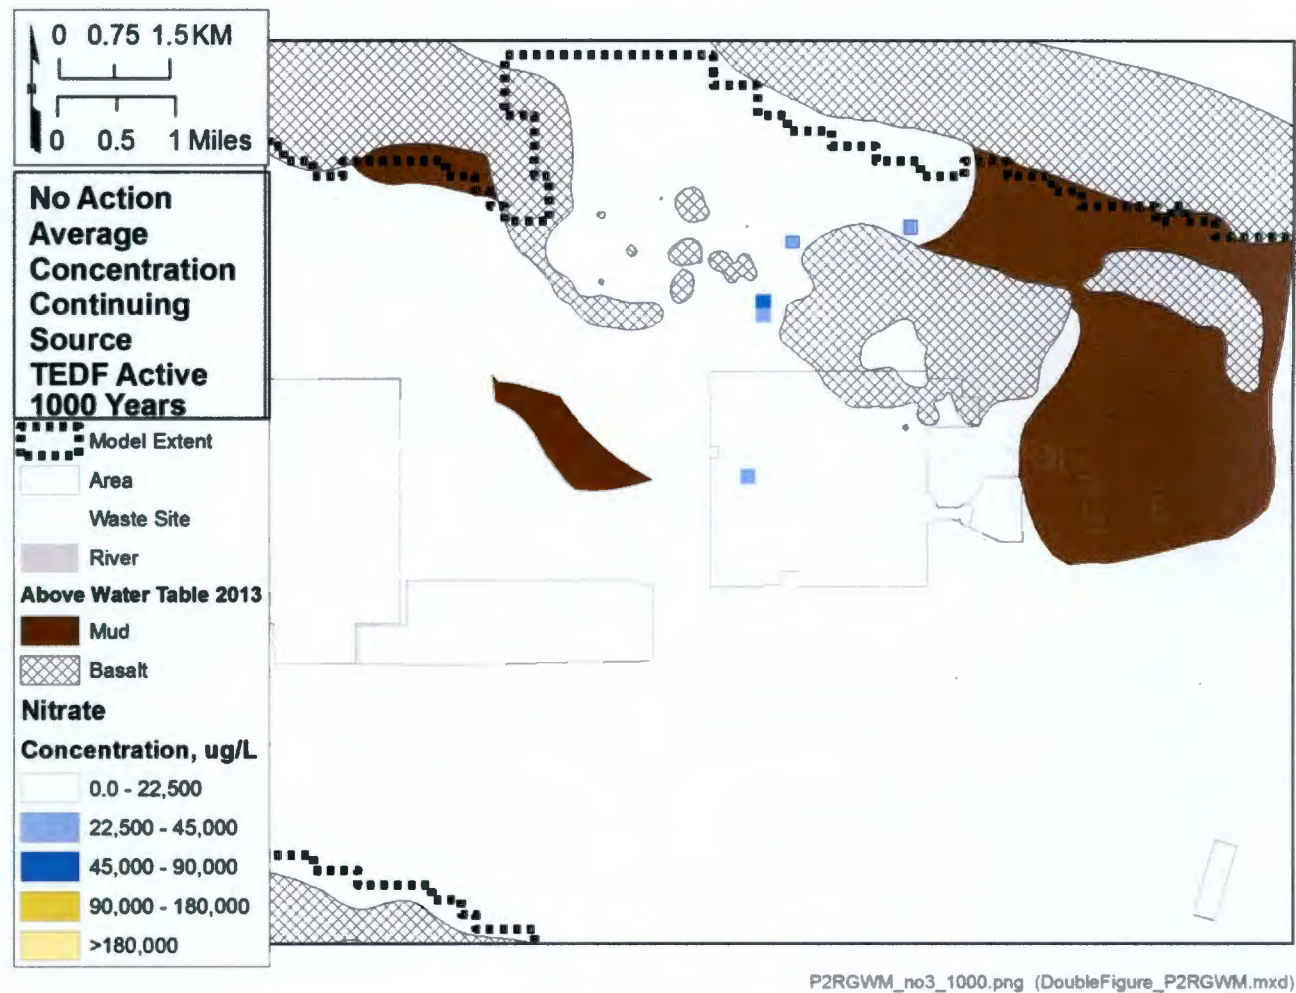 0 0.75 1.5 KM
0 0.5 1 Miles
No Action
Average
Concentration
Continuing
Source
TEDF Active
1000 Years
Model Extent
Area
Waste Site
River
Above Water Table 2013
Mud
Basalt
Nitrate
Concentration, ug/L
0.0 - 22,500
22,500 - 45,000
45,000 - 90,000
90,000 - 180,000
>180,000
P2RGWM_no3_1000.png (DoubleFigure_P2RGWM.mxd)